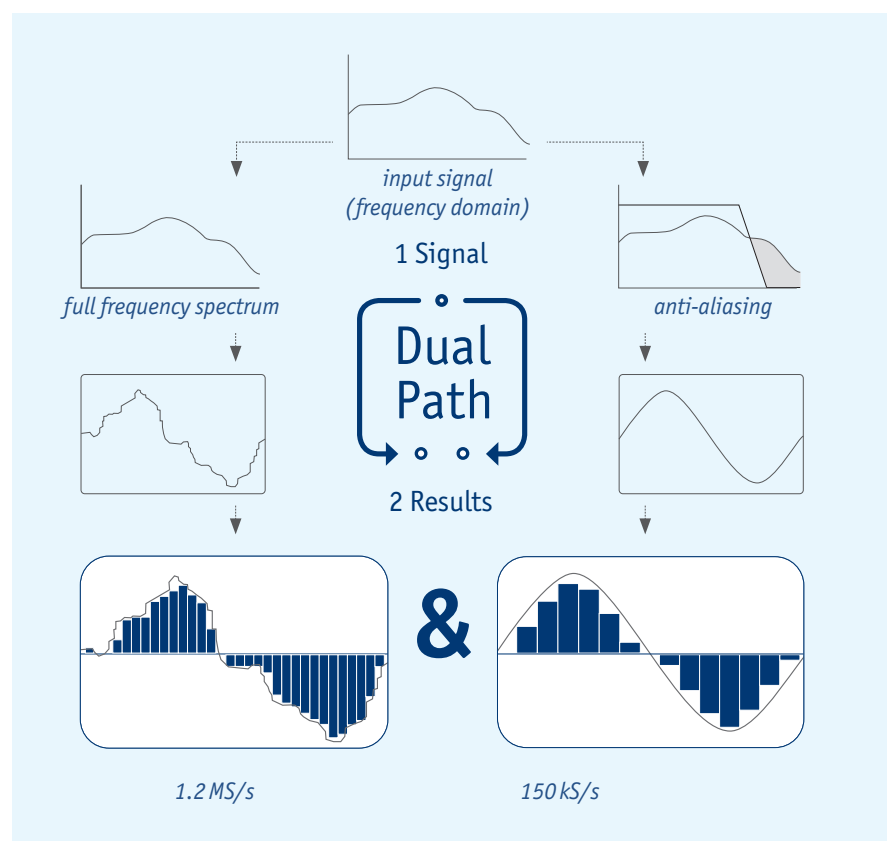 input signal
(frequency domain)
1 Signal
full frequency spectrum
anti-aliasing
Dual
Path
2 Results
&
1.2 MS/s
150 kS/s